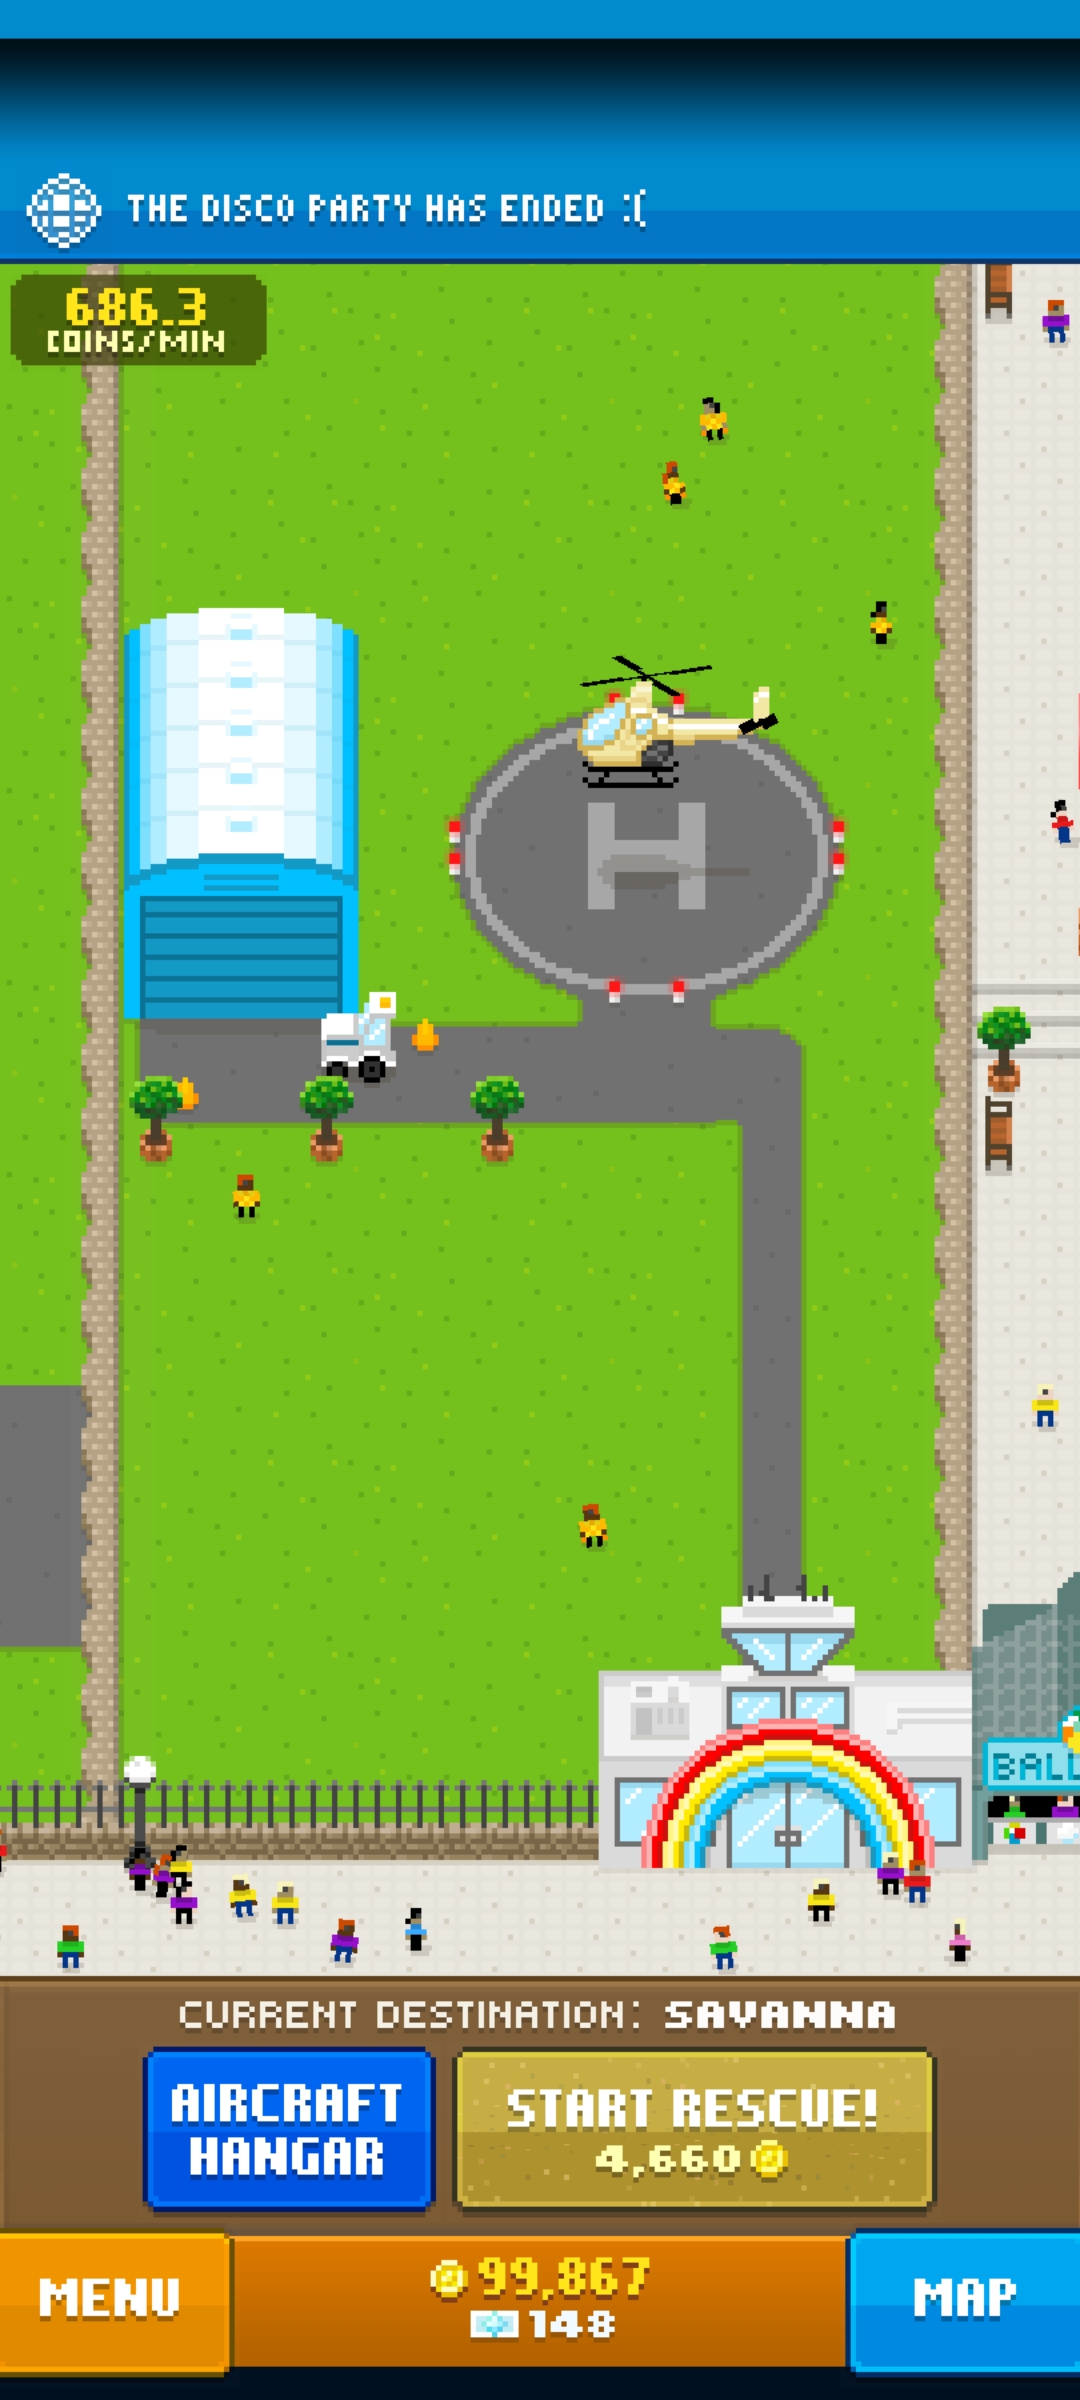 THE DISCO PARTY HAS ENDED :(
686.3
COINS/MIN
H
BALL
CURRENT DESTINATION: SAVANNA
AIRCRAFT
HANGAR
START RESCUE!
4,660
MENU
99,867
148
MAP